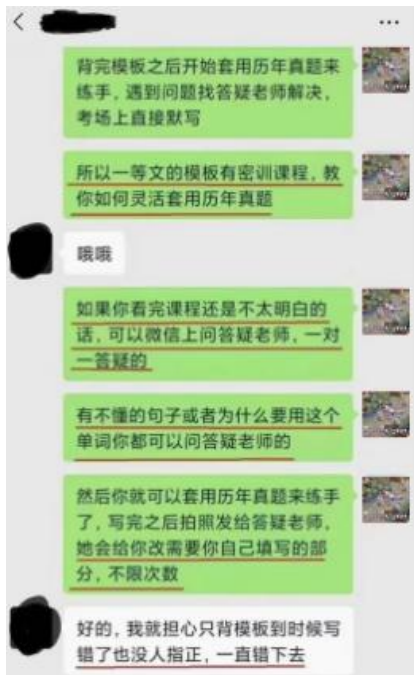 背完模板之后开始套用历年真题来
练手，遇到问题找答疑老师解决，
考场上直接默写
所以一等文的模板有密训课程，教
你如何灵活套用历年真题
哦哦
如果你看完课程还是不太明白的
话，可以微信上问答疑老师，一对
一答疑的
有不懂的句子或者为什么要用这个
单词你都可以问答疑老师的
然后你就可以套用历年真题来练手
了，写完之后拍照发给答疑老师，
她会给你改需要你自己填写的部
分，不限次数
好的，我就担心只背模板到时候写
错了也没人指正，一直错下去